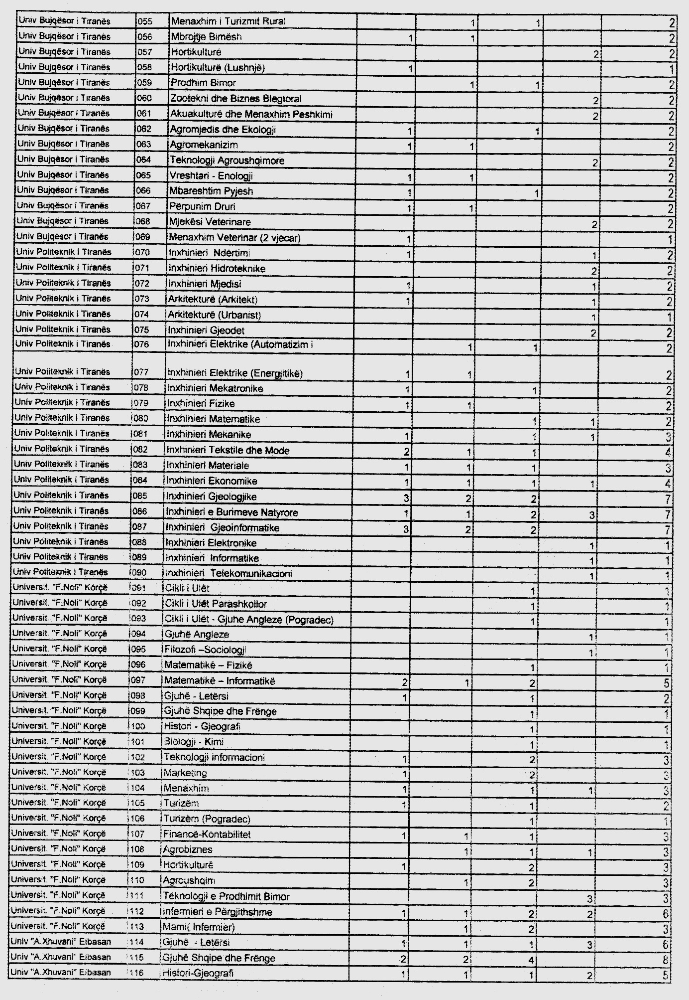 Univ Bujqësor i Tiranës 055 Menaxhim i Turizmit Rural 1 1 2
Univ Bujqësor i Tiranës 056 Mbrojtje Bimësh 1 1 2
Univ Bujqësor i Tiranës 057 Hortikulturë 2 2
Univ Bujqësor i Tiranës 058 Hortikulturë (Lushnjë) 1 1
Univ Bujqësor i Tiranës 059 Prodhim Bimor 1 1 2
Univ Bujqësor i Tiranës 060 Zootekni dhe Biznes Blegtoral 2 2
Univ Bujqësor i Tiranës 061 Akuakulturë dhe Menaxhim Peshkimi 2 2
Univ Bujqësor i Tiranës 062 Agromjedis dhe Ekologji 1 1 2
Univ Bujqësor i Tiranës 063 Agromekanizim 1 1 2
Univ Bujqësor i Tiranës 064 Teknologji Agroushqimore 2 2
Univ Bujqësor i Tiranës 065 Vreshtari - Enologji 1 1 2
Univ Bujqësor i Tiranës 066 Mbareshtim Pyjesh 1 1 2
Univ Bujqësor i Tiranës 067 Përpunim Druri 1 1 2
Univ Bujqësor i Tiranës 068 Mjekësi Veterinare 2 2
Univ Bujqësor i Tiranës 069 Menaxhim Veterinar (2 vjecar) 1 1
Univ Politeknik i Tiranës 070 Inxhinieri Ndërtimi 1 1 2
Univ Politeknik i Tiranës 071 Inxhinieri Hidroteknike 2 2
Univ Politeknik i Tiranës 072 Inxhinieri Mjedisi 1 1 2
Univ Politeknik i Tiranës 073 Arkitekturë (Arkitekt) 1 1 2
Univ Politeknik i Tiranës 074 Arkitekturë (Urbanist) 1 1
Univ Politeknik i Tiranës 075 Inxhinieri Gjeodet 2 2
Univ Politeknik i Tiranës 076 Inxhinieri Elektrike (Automatizim i 1 1 2
Univ Politeknik i Tiranës 077 Inxhinieri Elektrike (Energjitikë) 1 1 2
Univ Politeknik i Tiranës 078 Inxhinieri Mekatronike 1 1 2
Univ Politeknik i Tiranës 079 Inxhinieri Fizike 1 1 2
Univ Politeknik i Tiranës 080 Inxhinieri Matematike 1 1 2
Univ Politeknik i Tiranës 081 Inxhinieri Mekanike 1 1 1 3
Univ Politeknik i Tiranës 082 Inxhinieri Tekstile dhe Mode 2 1 1 4
Univ Politeknik i Tiranës 083 Inxhinieri Materiale 1 1 1 3
Univ Politeknik i Tiranës 084 Inxhinieri Ekonomike 1 1 1 1 4
Univ Politeknik i Tiranës 085 Inxhinieri Gjeologjike 3 2 2 7
Univ Politeknik i Tiranës 086 Inxhinieri e Burimeve Natyrore 1 1 2 3 7
Univ Politeknik i Tiranës 087 Inxhinieri Gjeoinformatike 3 2 2 7
Univ Politeknik i Tiranës 088 Inxhinieri Elektronike 1 1
Univ Politeknik i Tiranës 089 Inxhinieri Informatike 1 1
Univ Politeknik i Tiranës 090 Inxhinieri Telekomunikacioni 1 1
Universit. "F.Noli" Korçë 091 Cikli i Ulët 1 1
Universit. "F.Noli" Korçë 092 Cikli i Ulët Parashkollor 1 1
Universit. "F.Noli" Korçë 093 Cikli i Ulët - Gjuhe Angleze (Pogradec) 1 1
Universit. "F.Noli" Korçë 094 Gjuhë Angleze 1 1
Universit. "F.Noli" Korçë 095 Filozofi –Sociologji 1 1
Universit. "F.Noli" Korçë 096 Matematikë – Fizikë 1 1
Universit. "F.Noli" Korçë 097 Matematikë – Informatikë 2 1 2 5
Universit. "F.Noli" Korçë 098 Gjuhë - Letërsi 1 1 2
Universit. "F.Noli" Korçë 099 Gjuhë Shqipe dhe Frënge 1 1
Universit. "F.Noli" Korçë 100 Histori - Gjeografi 1 1
Universit. "F.Noli" Korçë 101 Biologji - Kimi 1 1
Universit. "F.Noli" Korçë 102 Teknologji informacioni 1 2 3
Universit. "F.Noli" Korçë 103 Marketing 1 2 3
Universit. "F.Noli" Korçë 104 Menaxhim 1 1 1 3
Universit. "F.Noli" Korçë 105 Turizëm 1 1 2
Universit. "F.Noli" Korçë 106 Turizëm (Pogradec) 1 1
Universit. "F.Noli" Korçë 107 Financë-Kontabilitet 1 1 1 3
Universit. "F.Noli" Korçë 108 Agrobiznes 1 1 1 3
Universit. "F.Noli" Korçë 109 Hortikulturë 1 2 3
Universit. "F.Noli" Korçë 110 Agroushqim 1 2 3
Universit. "F.Noli" Korçë 111 Teknologji e Prodhimit Bimor 3 3
Universit. "F.Noli" Korçë 112 Infermieri e Përgjithshme 1 1 2 2 6
Universit. "F.Noli" Korçë 113 Mami( Infermier) 1 2 3
Univ "A.Xhuvani" Elbasan 114 Gjuhë - Letërsi 1 1 1 3 6
Univ "A.Xhuvani" Elbasan 115 Gjuhë Shqipe dhe Frënge 2 2 4 8
Univ "A.Xhuvani" Elbasan 116 Histori-Gjeografi 1 1 1 2 5